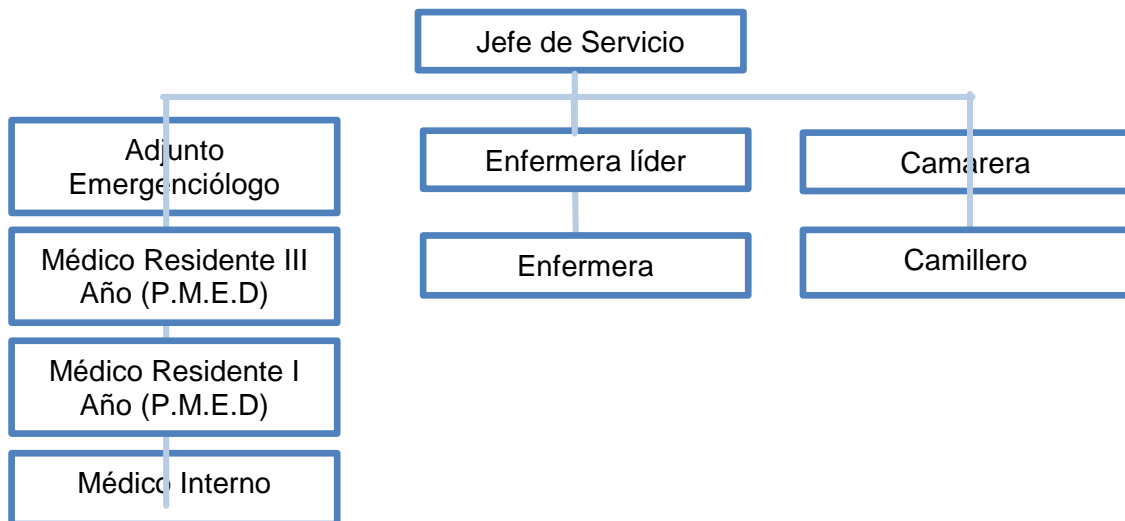 Jefe de Servicio
Adjunto
Emergenciólogo
Enfermera líder
Camarera
Médico Residente III
Año (P.M.E.D)
Enfermera
Camillero
Médico Residente I
Año (P.M.E.D)
Médico Interno